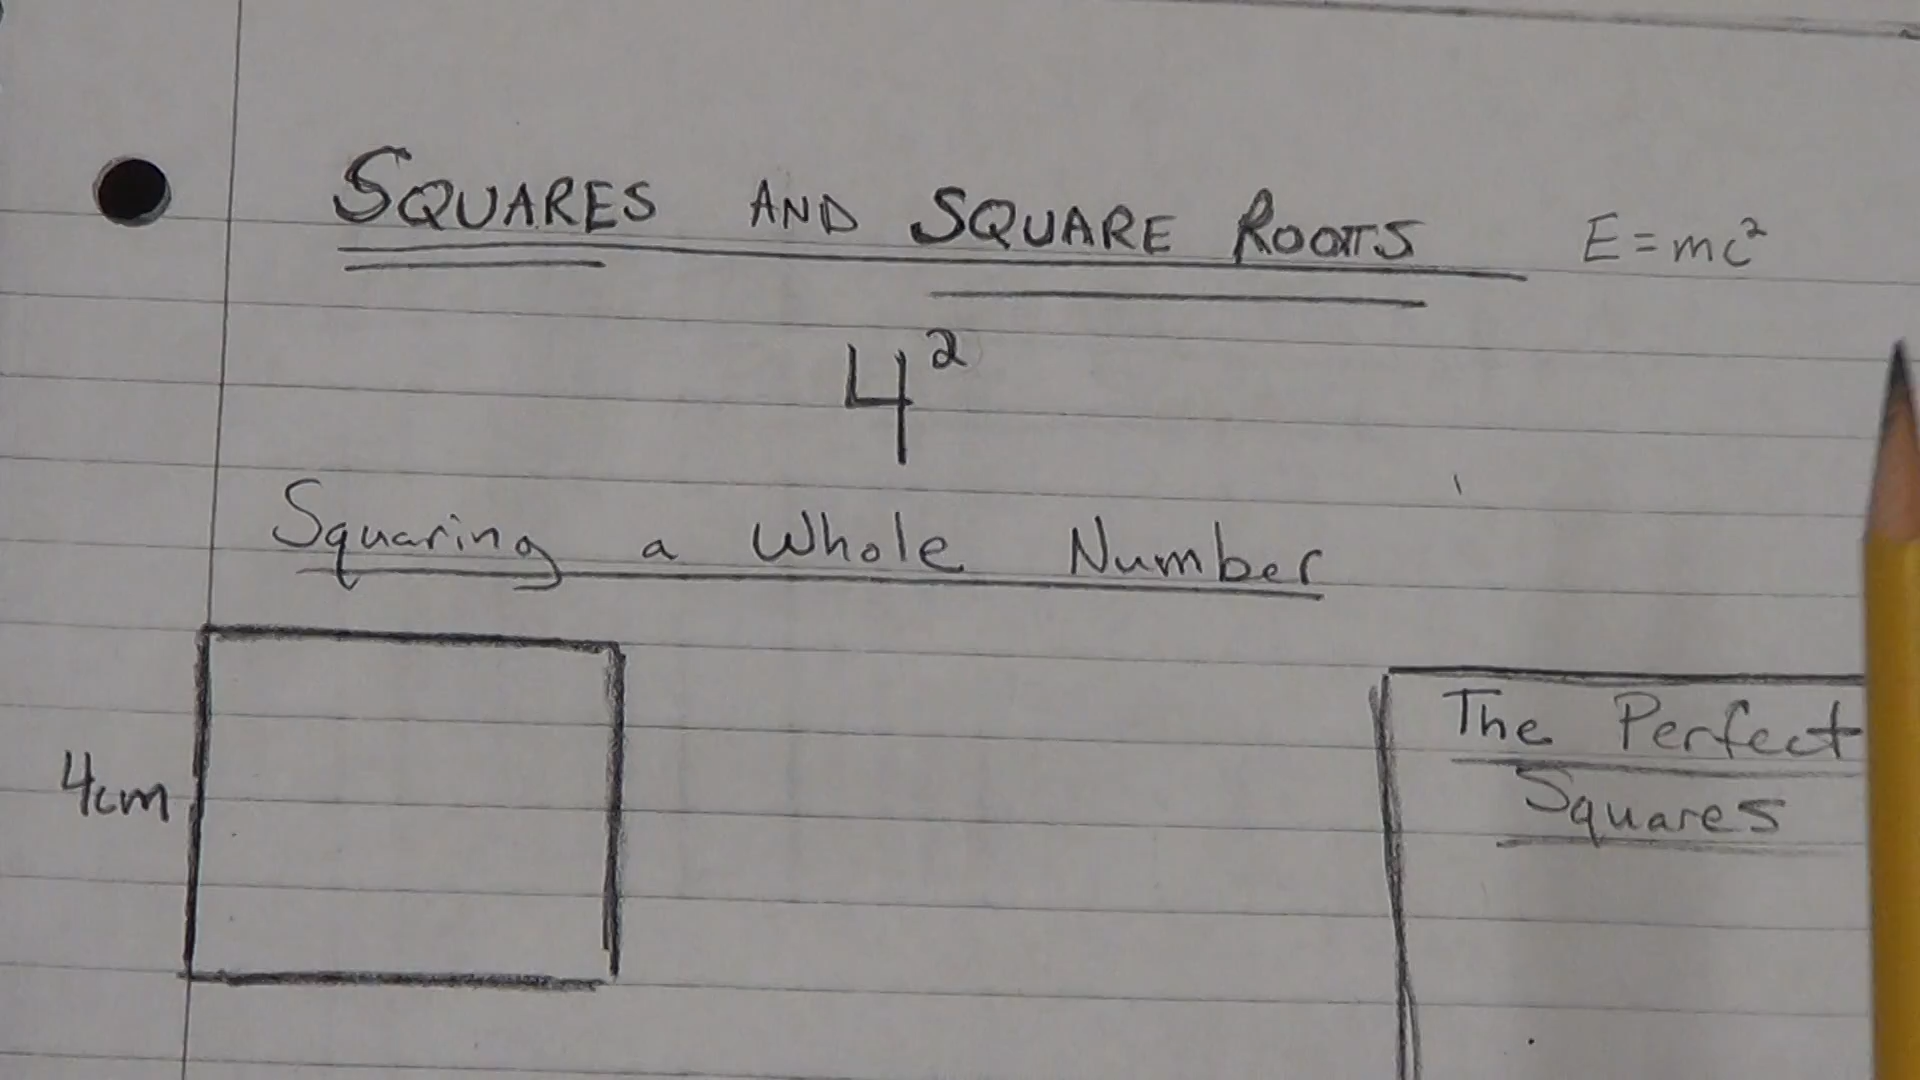 SQUARES AND SQUARE ROOTS E=mc²
4²
Squaring a Whole Number
The Perfect
Squares
4cm